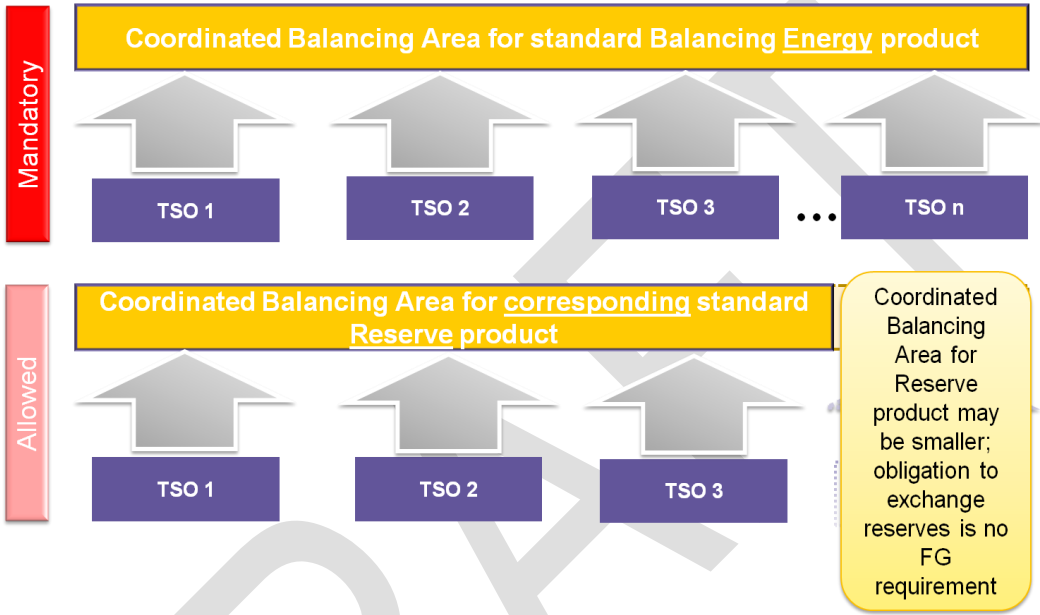 Mandatory
Coordinated Balancing Area for standard Balancing Energy product
TSO 1
TSO 2
TSO 3
...
TSO n
Allowed
Coordinated Balancing Area for corresponding standard
Reserve product
TSO 1
TSO 2
TSO 3
Coordinated
Balancing
Area for
Reserve
product may
be smaller;
obligation to
exchange
reserves is no
FG
requirement